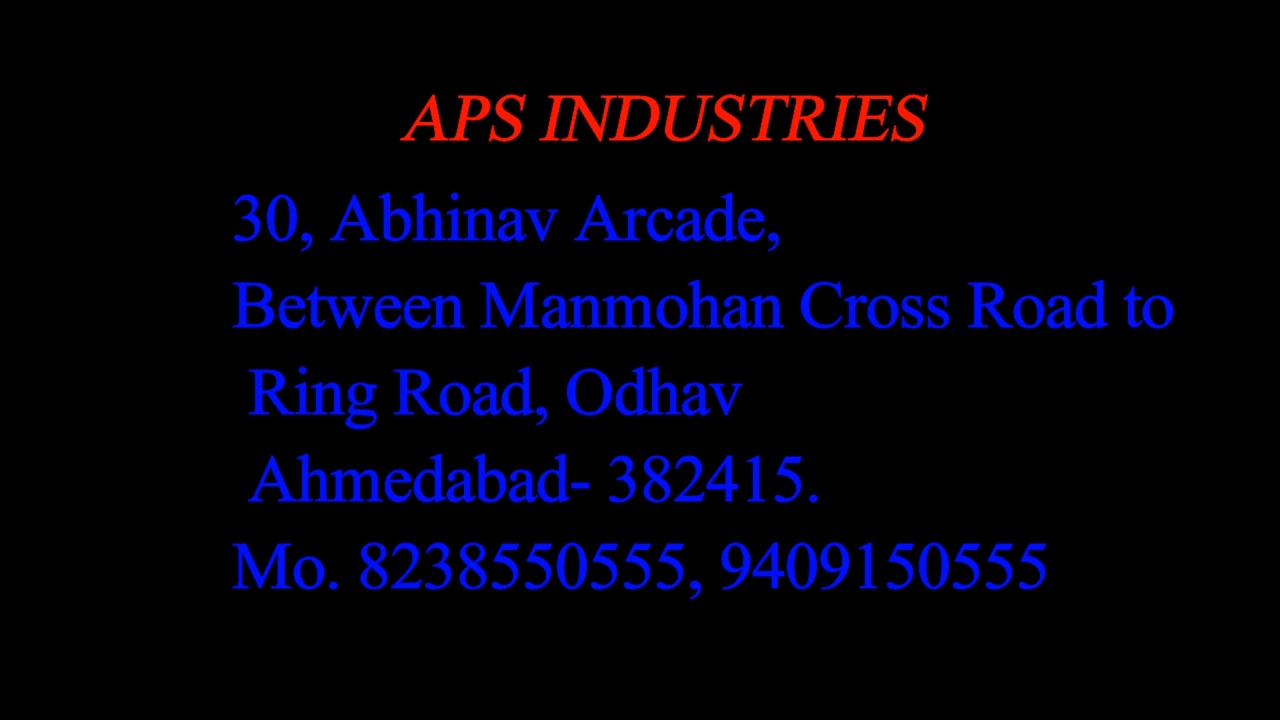 APS INDUSTRIES
30, Abhinav Arcade,
Between Manmohan Cross Road to
Ring Road, Odhav
Ahmedabad- 382415.
Mo. 8238550555, 9409150555